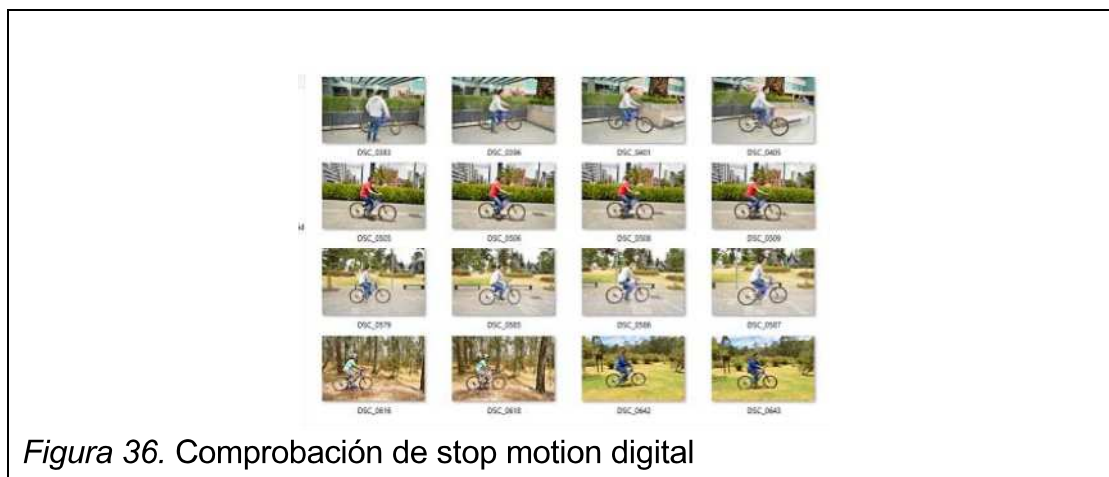 DSC_0383 DSC_0396 DSC_0401 DSC_0405
DSC_0505 DSC_0506 DSC_0508 DSC_0509
DSC_0579 DSC_0585 DSC_0586 DSC_0587
DSC_0616 DSC_0618 DSC_0642 DSC_0643
Figura 36. Comprobación de stop motion digital